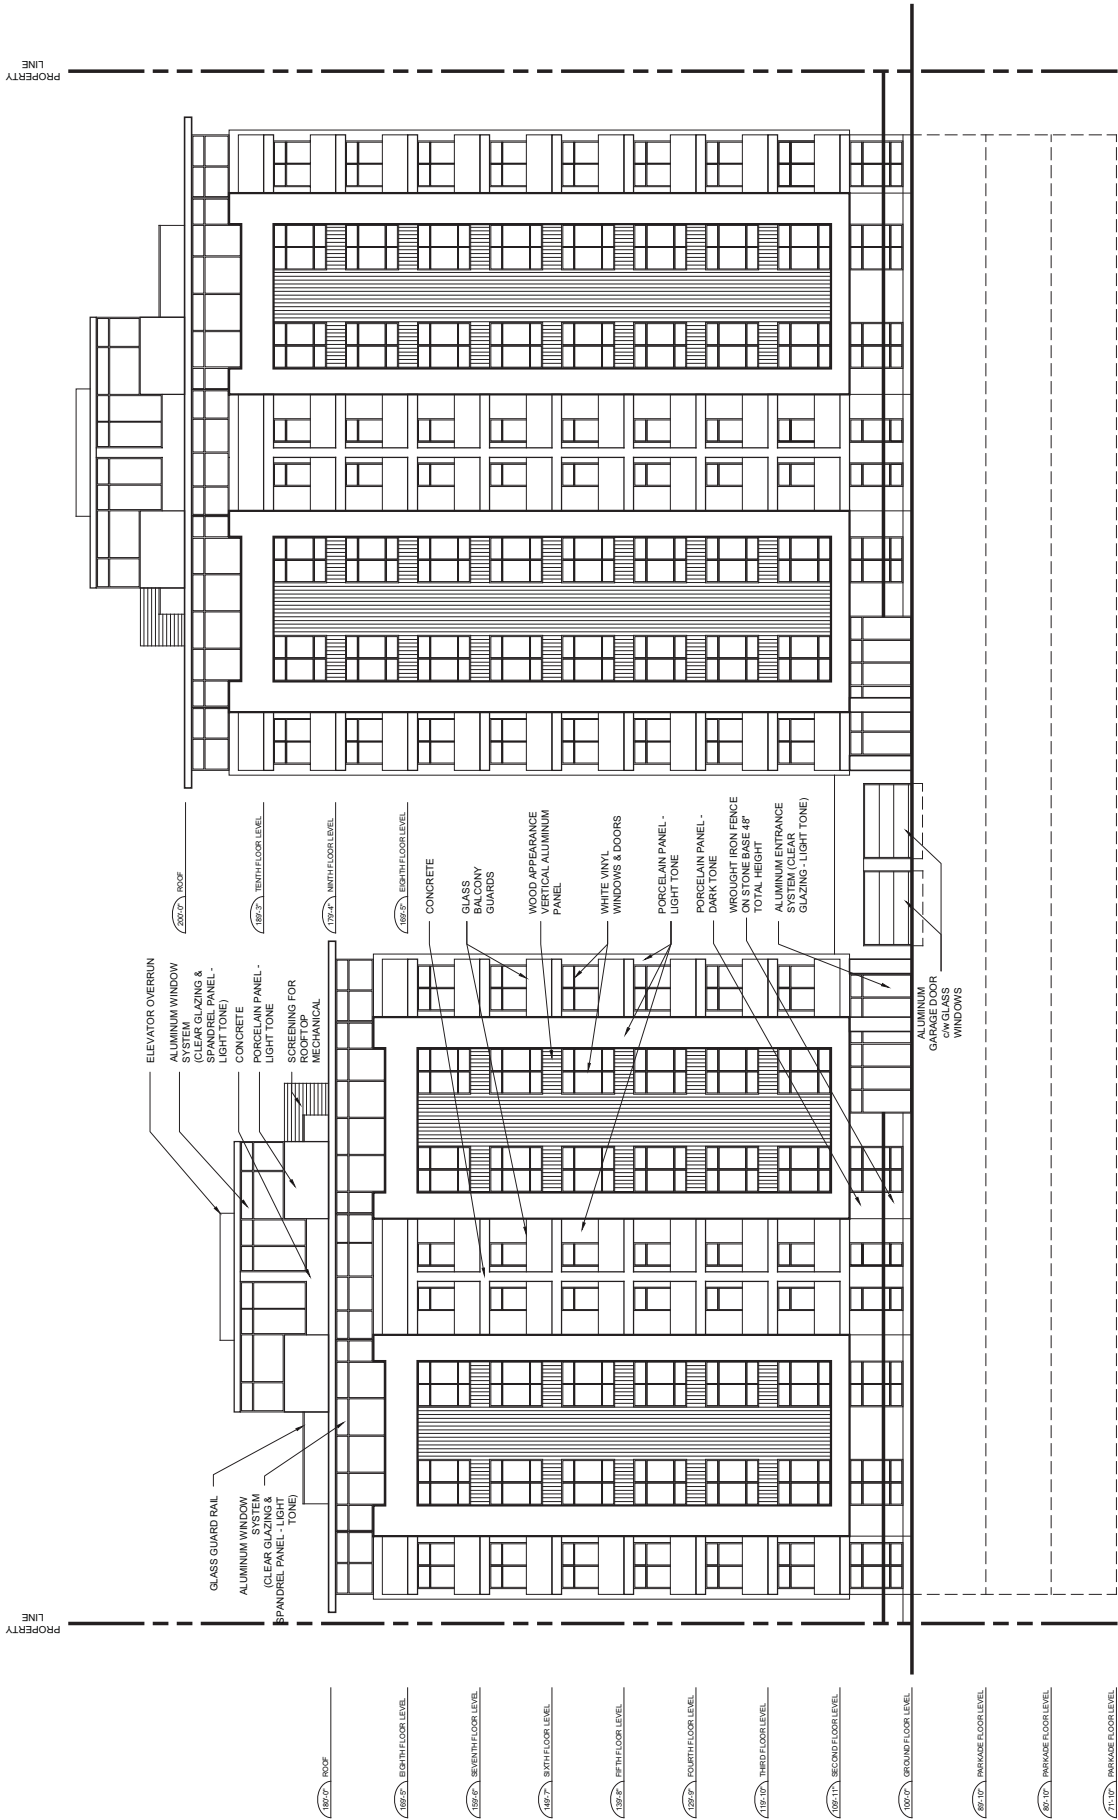 PROPERTY
LINE
PROPERTY
LINE
GLASS GUARD RAIL
ALUMINUM WINDOW
SYSTEM
(CLEAR GLAZING &
SPANDREL PANEL - LIGHT
TONE)
ELEVATOR OVERRUN
ALUMINUM WINDOW
SYSTEM
(CLEAR GLAZING &
SPANDREL PANEL -
LIGHT TONE)
CONCRETE
PORCELAIN PANEL -
LIGHT TONE
SCREENING FOR
ROOFTOP
MECHANICAL
200'-0" ROOF
189'-3" TENTH FLOOR LEVEL
179'-4" NINTH FLOOR LEVEL
169'-5" EIGHTH FLOOR LEVEL
CONCRETE
GLASS
BALCONY
GUARDS
WOOD APPEARANCE
VERTICAL ALUMINUM
PANEL
WHITE VINYL
WINDOWS & DOORS
PORCELAIN PANEL -
LIGHT TONE
PORCELAIN PANEL -
DARK TONE
WROUGHT IRON FENCE
ON STONE BASE 48"
TOTAL HEIGHT
ALUMINUM ENTRANCE
SYSTEM (CLEAR
GLAZING - LIGHT TONE)
ALUMINUM
GARAGE DOOR
c/w GLASS
WINDOWS
180'-0" ROOF
169'-5" EIGHTH FLOOR LEVEL
159'-6" SEVENTH FLOOR LEVEL
149'-7" SIXTH FLOOR LEVEL
139'-8" FIFTH FLOOR LEVEL
129'-9" FOURTH FLOOR LEVEL
119'-10" THIRD FLOOR LEVEL
109'-11" SECOND FLOOR LEVEL
100'-0" GROUND FLOOR LEVEL
89'-10" PARKADE FLOOR LEVEL
80'-10" PARKADE FLOOR LEVEL
71'-10" PARKADE FLOOR LEVEL